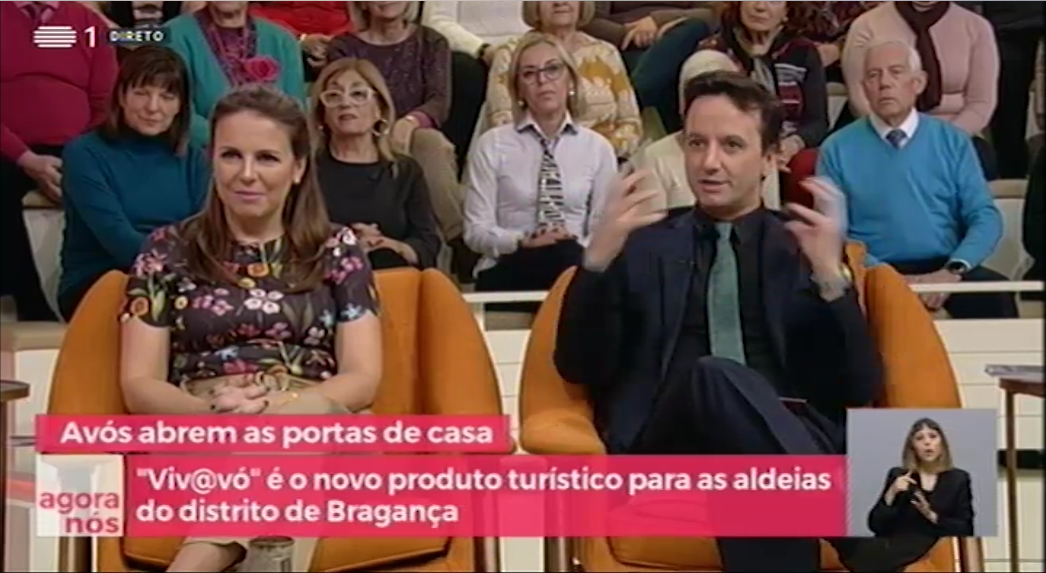 1 DIRETO
Avós abrem as portas de casa
"Viv@vó" é o novo produto turístico para as aldeias
do distrito de Bragança
agora
nós